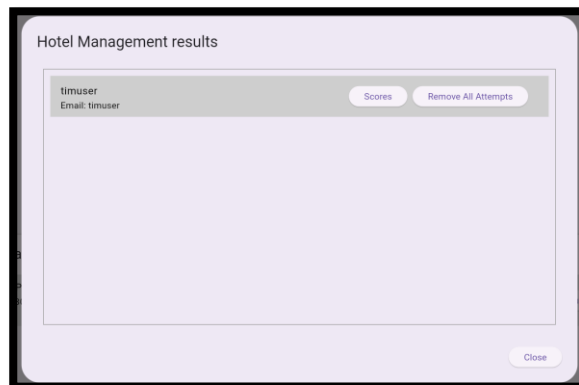 Hotel Management results
timuser
Email: timuser
Scores
Remove All Attempts
Close